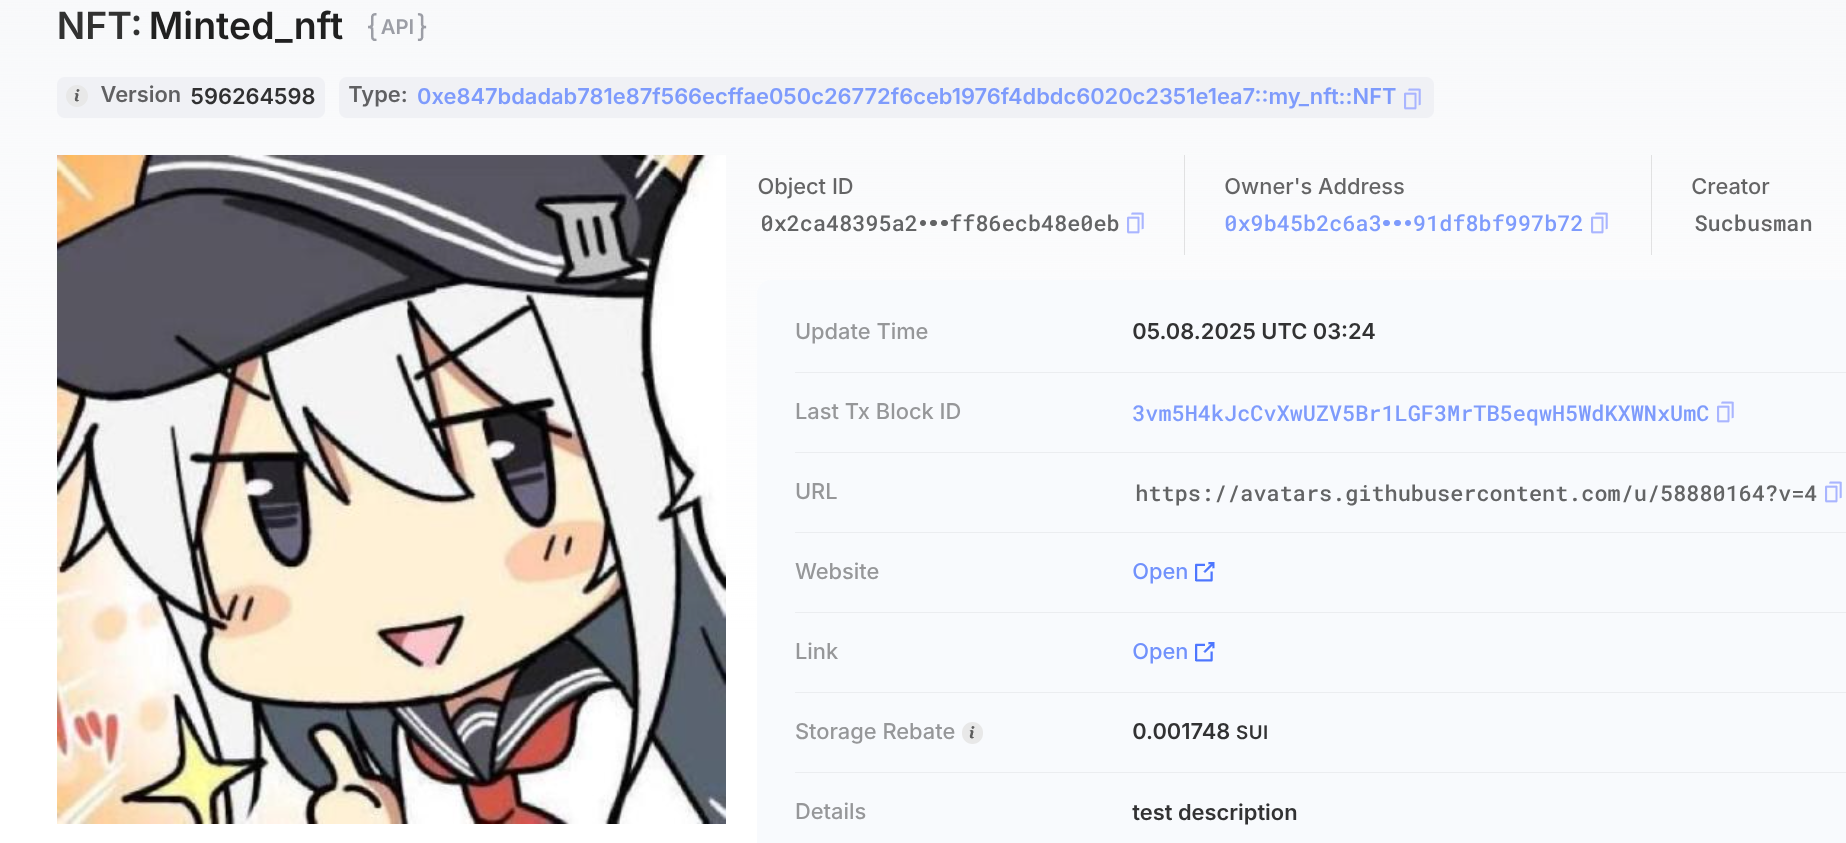 NFT: Minted_nft {API}
i Version 596264598 Type: 0xe847bdadab781e87f566ecffae050c26772f6ceb1976f4dbdc6020c2351e1ea7::my_nft::NFT
Object ID Owner's Address Creator
0x2ca48395a2•••ff86ecb48e0eb 0x9b45b2c6a3•••91df8bf997b72 Sucbusman
Update Time 05.08.2025 UTC 03:24
Last Tx Block ID 3vm5H4kJcCvXwUZV5Br1LGF3MrTB5eqwH5WdKXWNxUmC
URL https://avatars.githubusercontent.com/u/58880164?v=4
Website Open
Link Open
Storage Rebate i 0.001748 SUI
Details test description